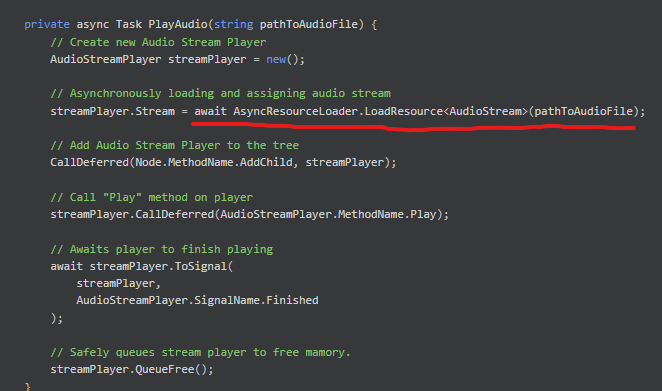 private async Task PlayAudio(string pathToAudioFile) {
// Create new Audio Stream Player
AudioStreamPlayer streamPlayer = new();
// Asynchronously loading and assigning audio stream
streamPlayer.Stream = await AsyncResourceLoader.LoadResource<AudioStream>(pathToAudioFile);
// Add Audio Stream Player to the tree
CallDeferred(Node.MethodName.AddChild, streamPlayer);
// Call "Play" method on player
streamPlayer.CallDeferred(AudioStreamPlayer.MethodName.Play);
// Awaits player to finish playing
await streamPlayer.ToSignal(
streamPlayer,
AudioStreamPlayer.SignalName.Finished
);
// Safely queues stream player to free mamory.
streamPlayer.QueueFree();
}